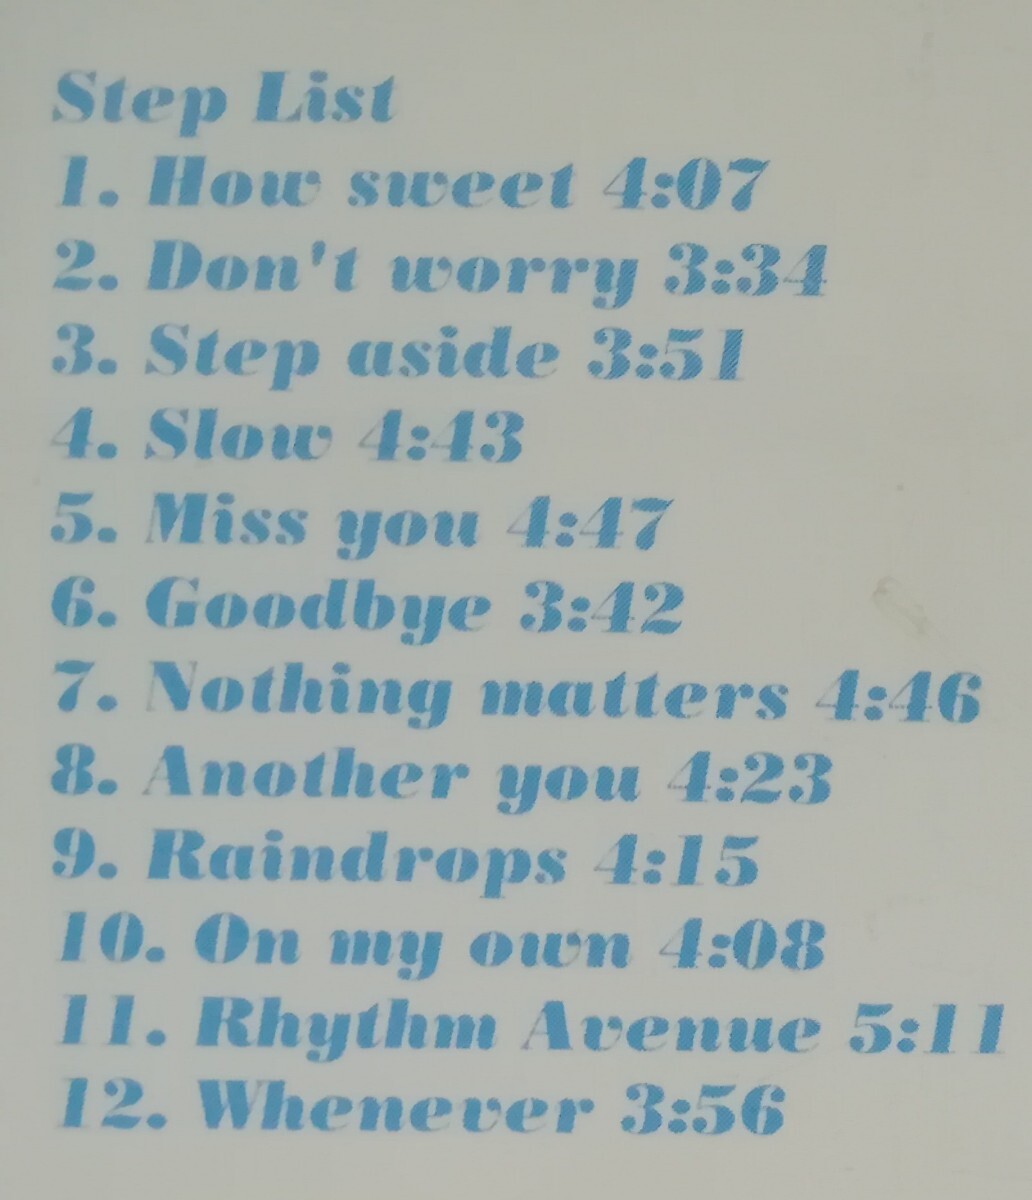 Step List
1. How sweet 4:07
2. Don't worry 3:34
3. Step aside 3:51
4. Slow 4:43
5. Miss you 4:47
6. Goodbye 3:42
7. Nothing matters 4:46
8. Another you 4:23
9. Raindrops 4:15
10. On my own 4:08
11. Rhythm Avenue 5:11
12. Whenever 3:56